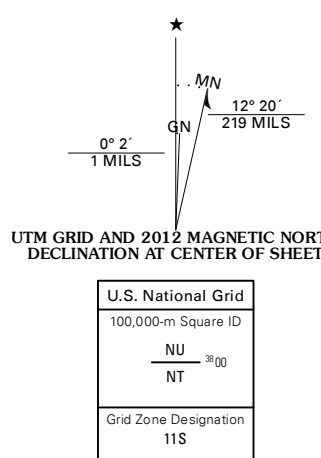 ★
MN
12° 20´
219 MILS
GN
0° 2´
1 MILS
UTM GRID AND 2012 MAGNETIC NORT
DECLINATION AT CENTER OF SHEET
U.S. National Grid
100,000-m Square ID
NU
3800
NT
Grid Zone Designation
11S